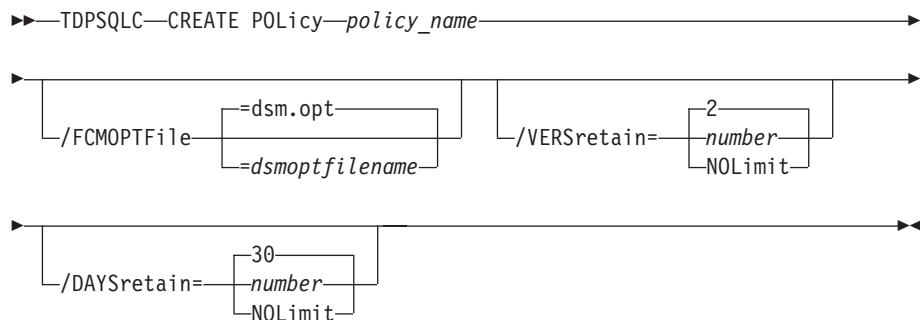 TDPSQLC CREATE POLicy policy_name
=dsm.opt
/FCMOPTFile
=dsmoptfilename
2
/VERSretain= number
NOLimit
30
/DAYSretain= number
NOLimit